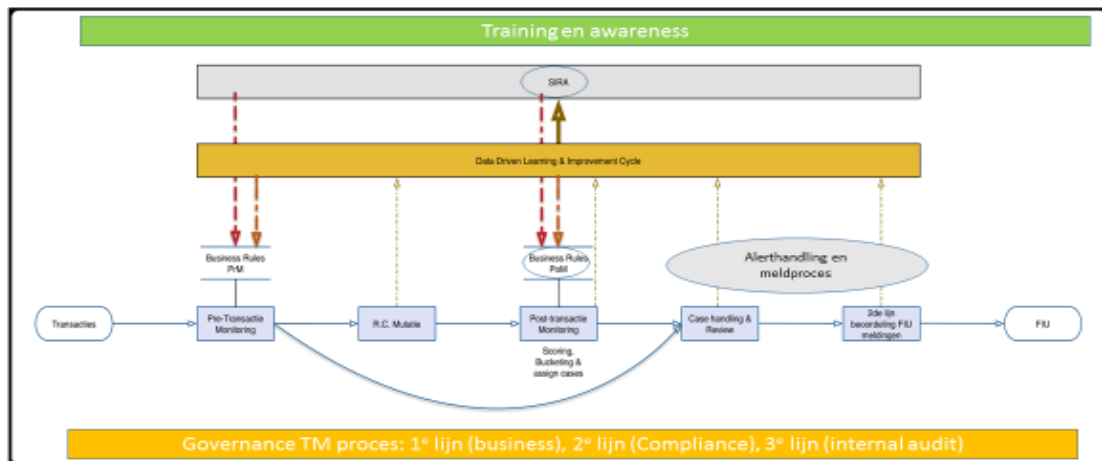 Training en awareness
SIRA
Data Driven Learning & Improvement Cycle
Business Rules
PrM
Business Rules
PoM
Alerthandling en
meldproces
Transacties
Pre-Transactie
Monitoring
R.C. Mutatie
Post-transactie
Monitoring
Case handling &
Review
2de lijn
beoordeling FIU
meldingen
FIU
Scoring,
Bucketing &
assign cases
Governance TM proces: 1e lijn (business), 2e lijn (Compliance), 3e lijn (internal audit)